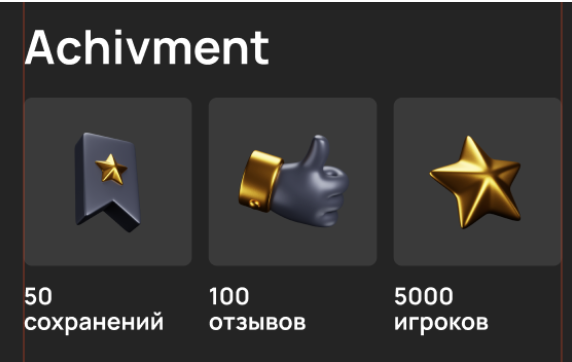 Achivment
50
сохранений
100
отзывов
5000
игроков